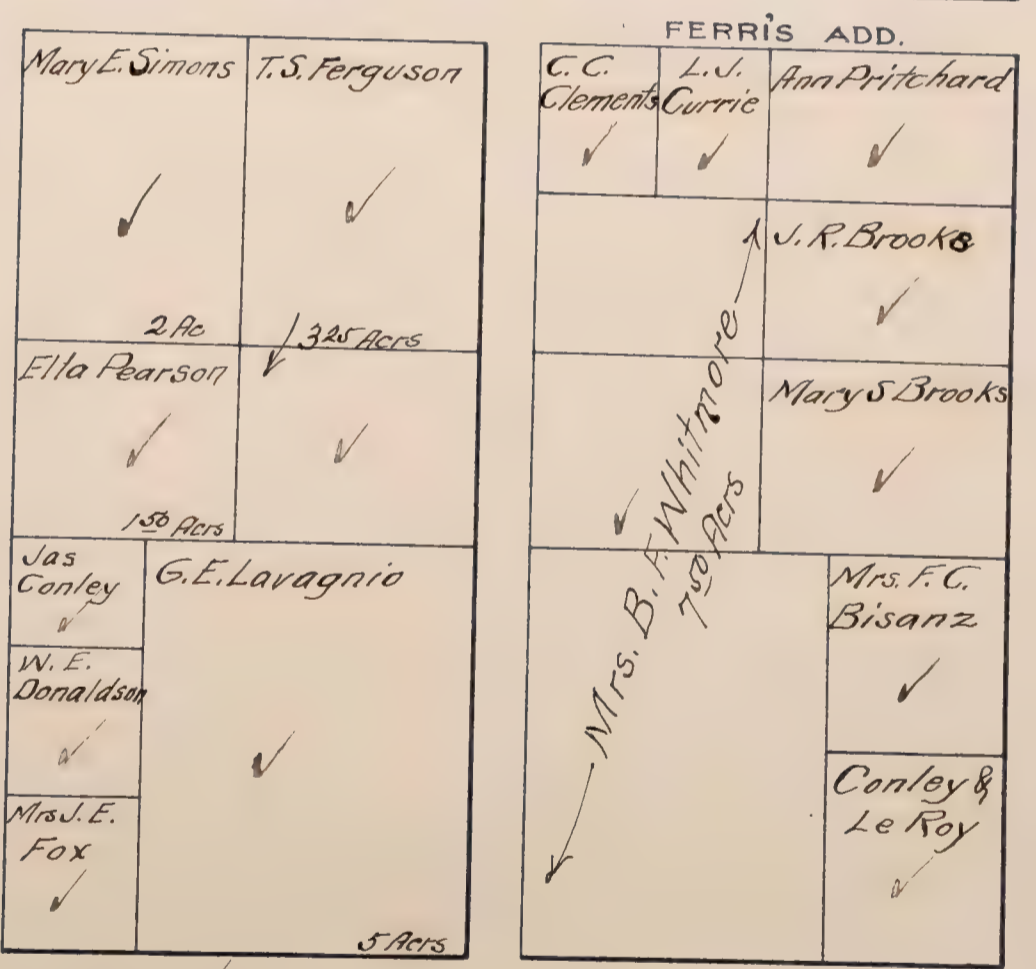 FERRI'S ADD.
Mary E. Simons
T. S. Ferguson
2 Ac
3 25 Acrs
Ella Pearson
1 50 Acrs
Jas
Conley
G. E. Lavagnio
W. E.
Donaldson
Mrs J. E.
Fox
5 Acrs
C. C.
Clements
L. J.
Currie
Ann Pritchard
J. R. Brooks
Mary S Brooks
Mrs. B. F. Whitmore
7 50 Acrs
Mrs. F. C.
Bisanz
Conley &
Le Roy